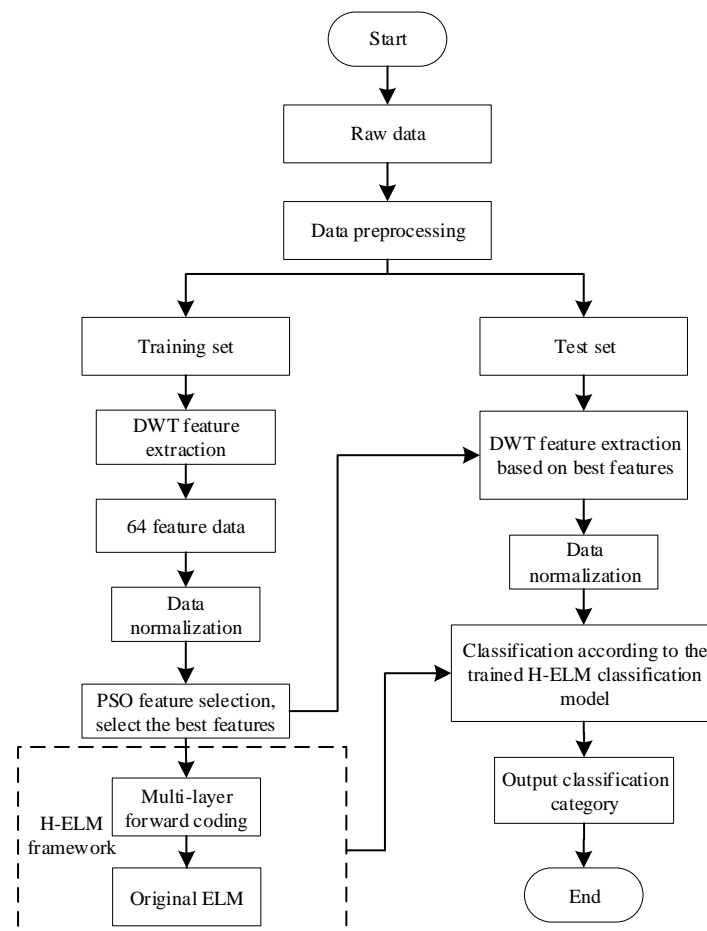 Start
Raw data
Data preprocessing
Training set
Test set
DWT feature
extraction
DWT feature extraction
based on best features
64 feature data
Data
normalization
Data
normalization
PSO feature selection,
select the best features
Classification according to the
trained H-ELM classification
model
H-ELM
framework
Multi-layer
forward coding
Output classification
category
Original ELM
End